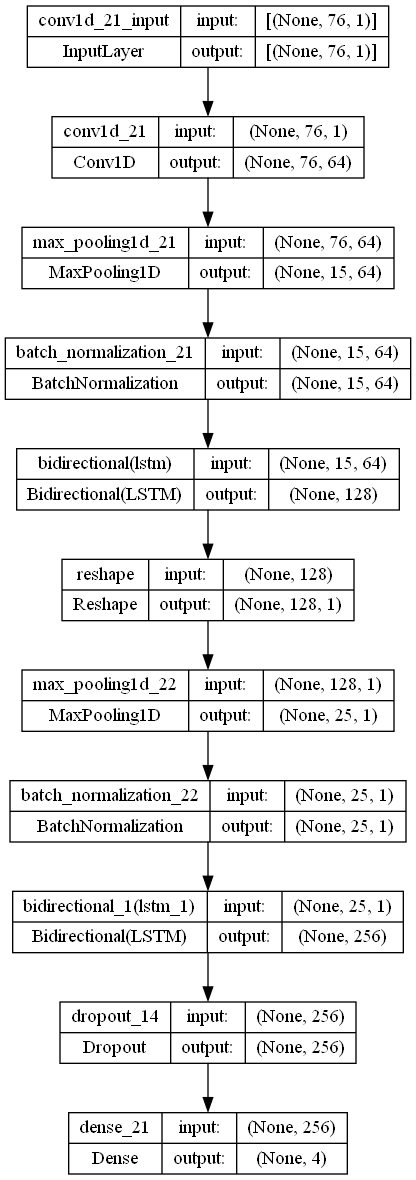 conv1d_21_input input: [(None, 76, 1)]
InputLayer output: [(None, 76, 1)]
conv1d_21 input: (None, 76, 1)
Conv1D output: (None, 76, 64)
max_pooling1d_21 input: (None, 76, 64)
MaxPooling1D output: (None, 15, 64)
batch_normalization_21 input: (None, 15, 64)
BatchNormalization output: (None, 15, 64)
bidirectional(lstm) input: (None, 15, 64)
Bidirectional(LSTM) output: (None, 128)
reshape input: (None, 128)
Reshape output: (None, 128, 1)
max_pooling1d_22 input: (None, 128, 1)
MaxPooling1D output: (None, 25, 1)
batch_normalization_22 input: (None, 25, 1)
BatchNormalization output: (None, 25, 1)
bidirectional_1(lstm_1) input: (None, 25, 1)
Bidirectional(LSTM) output: (None, 256)
dropout_14 input: (None, 256)
Dropout output: (None, 256)
dense_21 input: (None, 256)
Dense output: (None, 4)